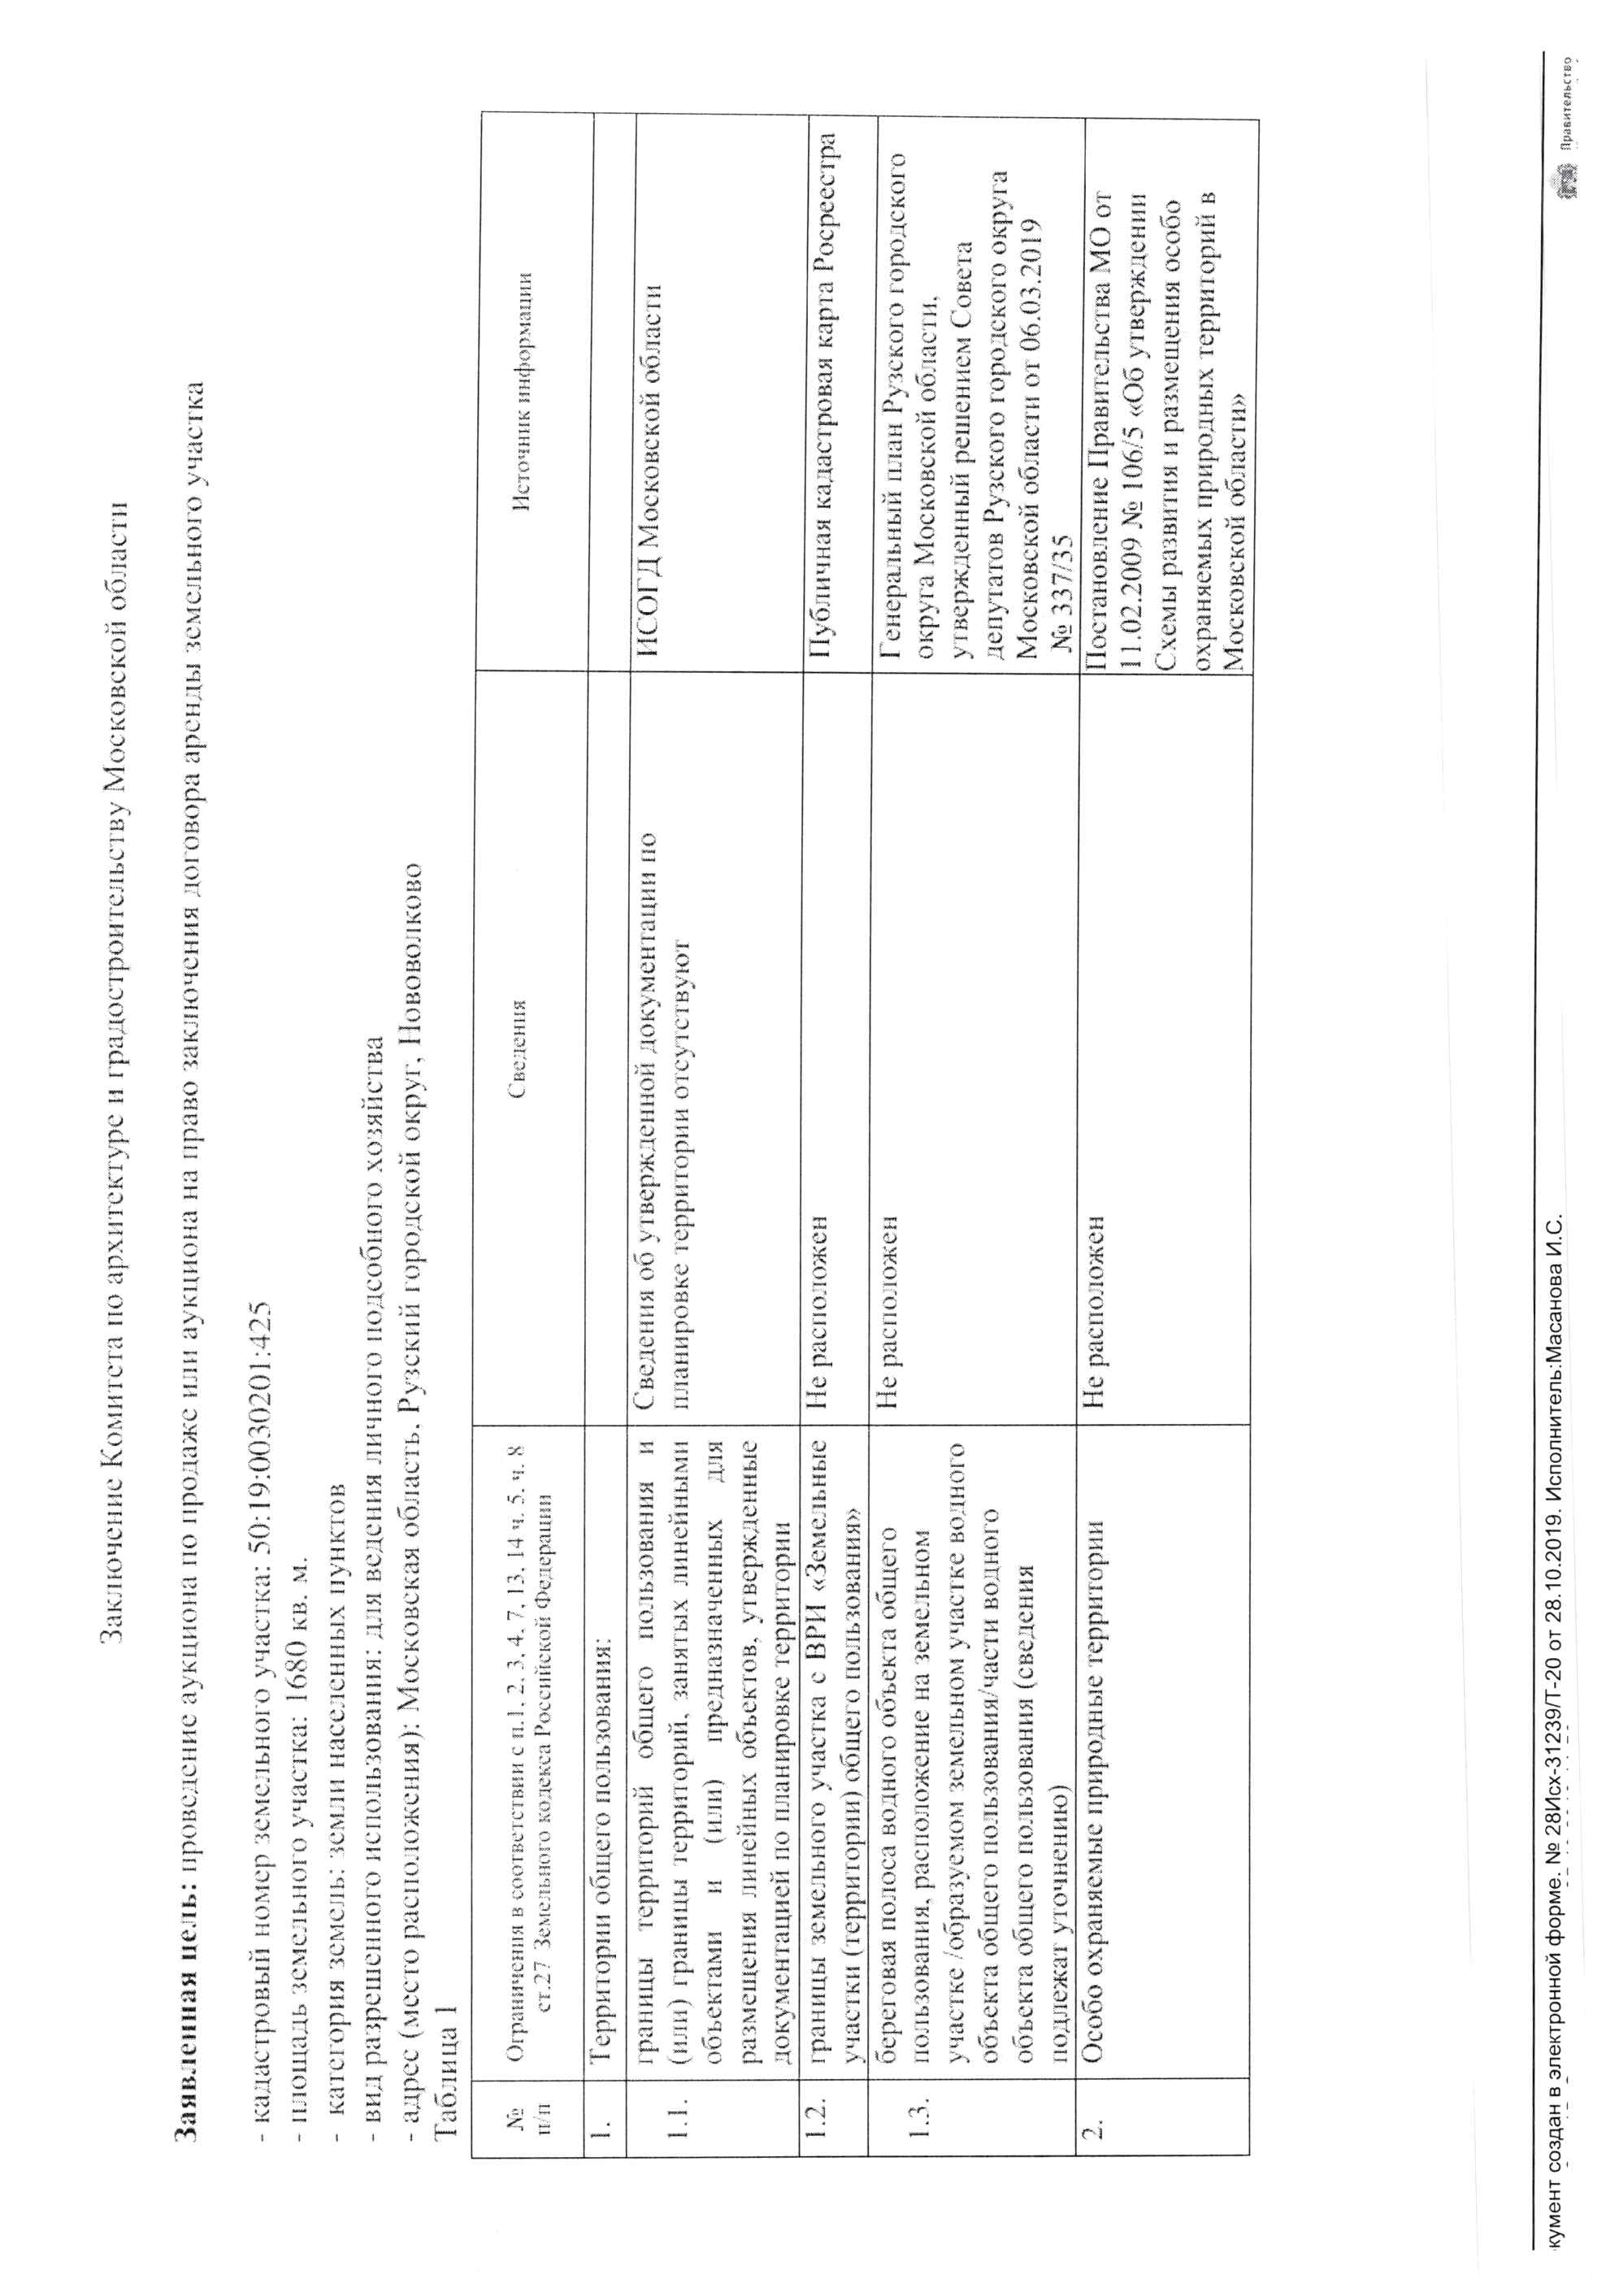 Заключение Комитета по архитектуре и градостроительству Московской области
Заявленная цель: проведение аукциона по продаже или аукциона на право заключения договора аренды земельного участка
- кадастровый номер земельного участка: 50:19:0030201:425
- площадь земельного участка: 1680 кв. м.
- категория земель: земли населенных пунктов
- вид разрешенного использования: для ведения личного подсобного хозяйства
- адрес (место расположения): Московская область, Рузский городской округ, Нововолково
Таблица 1
№
п/п
Ограничения в соответствии с п.1, 2, 3, 4, 7, 13, 14 ч. 5, ч. 8
ст.27 Земельного кодекса Российской Федерации
Сведения
Источник информации
1.
Территории общего пользования:
1.1.
границы территорий общего пользования и
(или) границы территорий, занятых линейными
объектами и (или) предназначенных для
размещения линейных объектов, утвержденные
документацией по планировке территории
Сведения об утвержденной документации по
планировке территории отсутствуют
ИСОГД Московской области
1.2.
границы земельного участка с ВРИ «Земельные
участки (территории) общего пользования»
Не расположен
Публичная кадастровая карта Росреестра
1.3.
береговая полоса водного объекта общего
пользования, расположение на земельном
участке /образуемом земельном участке водного
объекта общего пользования/части водного
объекта общего пользования (сведения
подлежат уточнению)
Не расположен
Генеральный план Рузского городского
округа Московской области,
утвержденный решением Совета
депутатов Рузского городского округа
Московской области от 06.03.2019
№ 337/35
2.
Особо охраняемые природные территории
Не расположен
Постановление Правительства МО от
11.02.2009 № 106/5 «Об утверждении
Схемы развития и размещения особо
охраняемых природных территорий в
Московской области»
кумент создан в электронной форме. № 28Исх-31239/Т-20 от 28.10.2019. Исполнитель:Масанова И.С.
Правительство